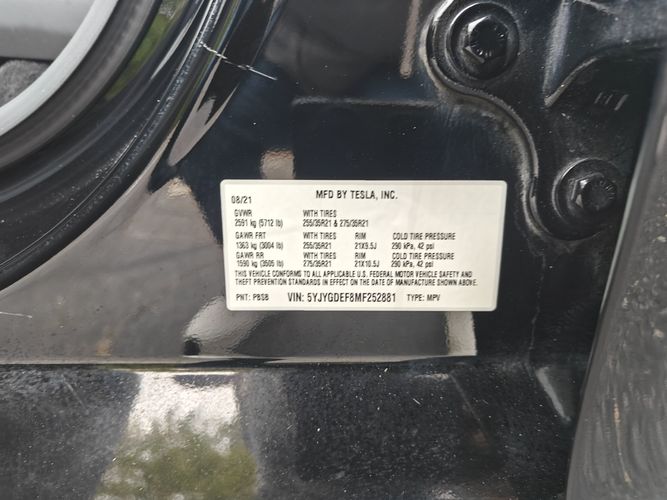 08/21 MFD BY TESLA, INC.
GVWR WITH TIRES
2591 kg (5712 lb) 255/35R21 & 275/35R21
GAWR FRT WITH TIRES RIM COLD TIRE PRESSURE
1363 kg (3004 lb) 255/35R21 21X9.5J 290 kPa, 42 psi
GAWR RR WITH TIRES RIM COLD TIRE PRESSURE
1590 kg (3505 lb) 275/35R21 21X10.5J 290 kPa, 42 psi
THIS VEHICLE CONFORMS TO ALL APPLICABLE U.S. FEDERAL MOTOR VEHICLE SAFETY AND
THEFT PREVENTION STANDARDS IN EFFECT ON THE DATE OF MANUFACTURE SHOWN ABOVE.
PNT: PBSB VIN: 5YJYGDEF8MF252881 TYPE: MPV